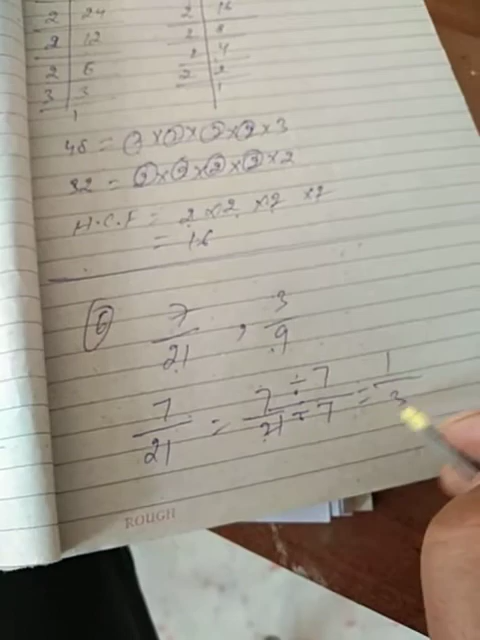 2 | 24   2 | 16
2 | 12   2 | 8
2 | 6   2 | 4
3 | 3   2 | 2
1   1
48 = 2×2×2×2×3
32 = 2×2×2×2×2
H.C.F = 2×2×2×2
= 16
6   7/21 , 3/9
7/21 = 7÷7/21÷7 = 1/3
ROUGH